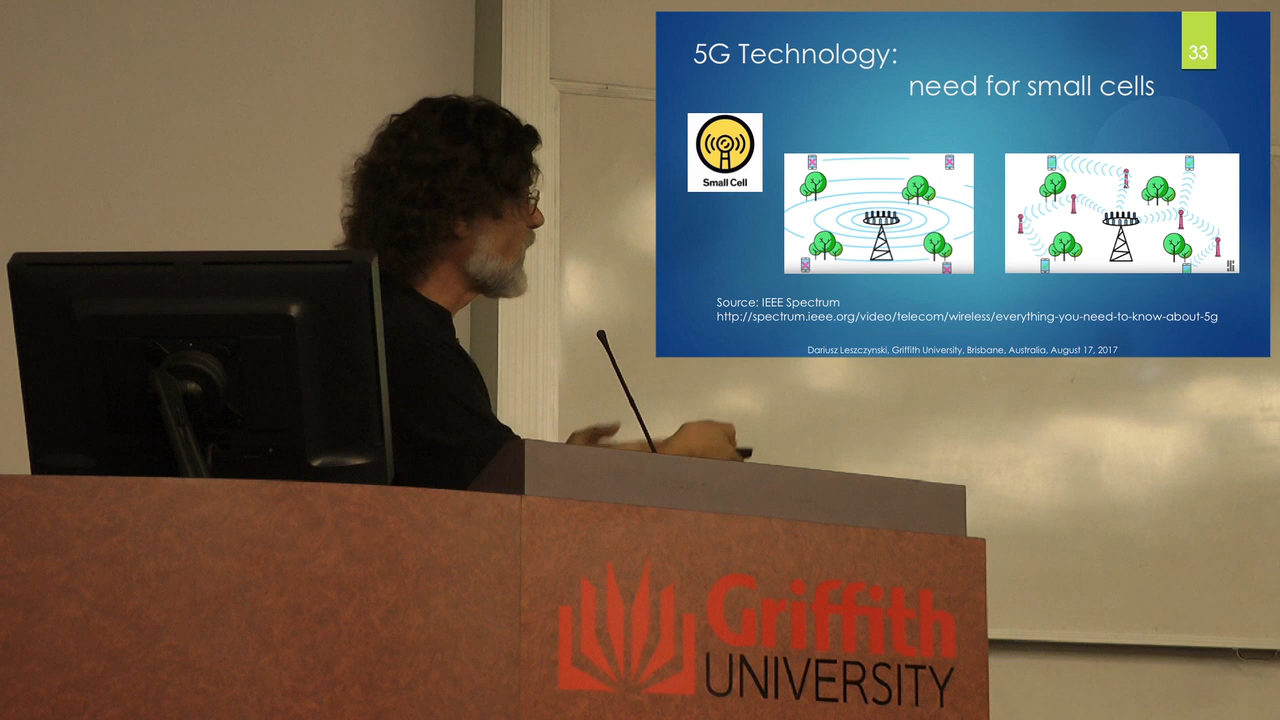 5G Technology:
need for small cells
33
Small Cell
Source: IEEE Spectrum
http://spectrum.ieee.org/video/telecom/wireless/everything-you-need-to-know-about-5g
Dariusz Leszczynski, Griffith University, Brisbane, Australia, August 17, 2017
Griffith
UNIVERSITY